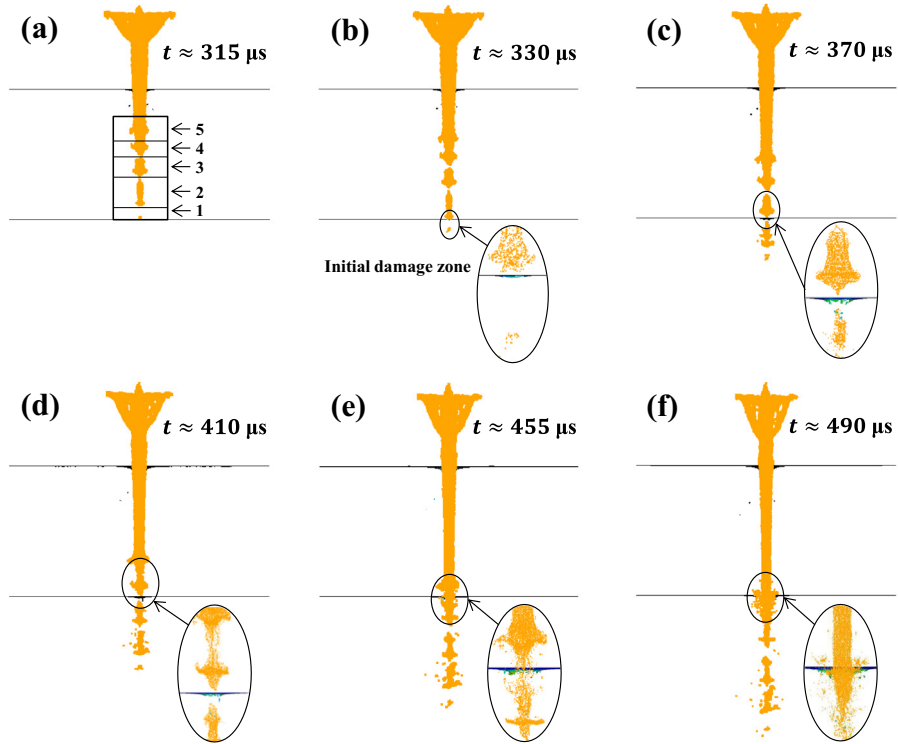 (a)
t ≈ 315 μs
5
4
3
2
1
(b)
t ≈ 330 μs
Initial damage zone
(c)
t ≈ 370 μs
(d)
t ≈ 410 μs
(e)
t ≈ 455 μs
(f)
t ≈ 490 μs